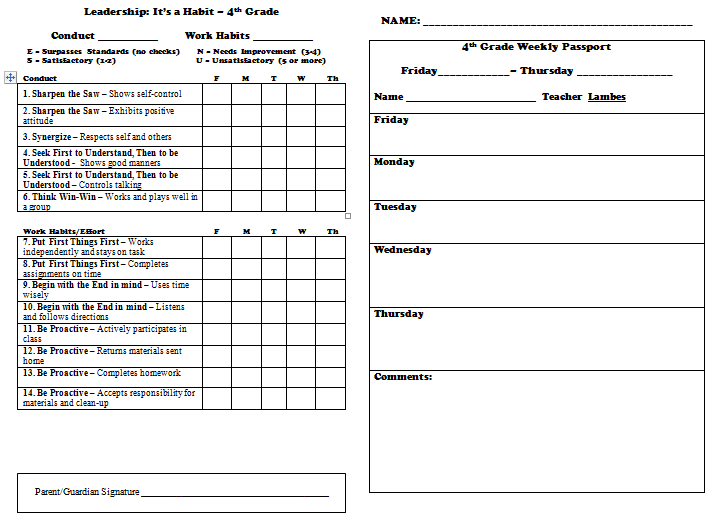 Leadership: It's a Habit – 4th Grade
Conduct __________ Work Habits __________
E = Surpasses Standards (no checks) N = Needs Improvement (3-4)
S = Satisfactory (1-2) U = Unsatisfactory (5 or more)
Conduct F M T W Th
1. Sharpen the Saw – Shows self-control
2. Sharpen the Saw – Exhibits positive
attitude
3. Synergize – Respects self and others
4. Seek First to Understand, Then to be
Understood - Shows good manners
5. Seek First to Understand, Then to be
Understood – Controls talking
6. Think Win-Win – Works and plays well in
a group
Work Habits/Effort F M T W Th
7. Put First Things First – Works
independently and stays on task
8. Put First Things First – Completes
assignments on time
9. Begin with the End in mind – Uses time
wisely
10. Begin with the End in mind – Listens
and follows directions
11. Be Proactive – Actively participates in
class
12. Be Proactive – Returns materials sent
home
13. Be Proactive – Completes homework
14. Be Proactive – Accepts responsibility for
materials and clean-up
Parent/Guardian Signature ______________________________
NAME: ______________________________
4th Grade Weekly Passport
Friday____________– Thursday ________________
Name ______________________ Teacher Lambes
Friday
Monday
Tuesday
Wednesday
Thursday
Comments: